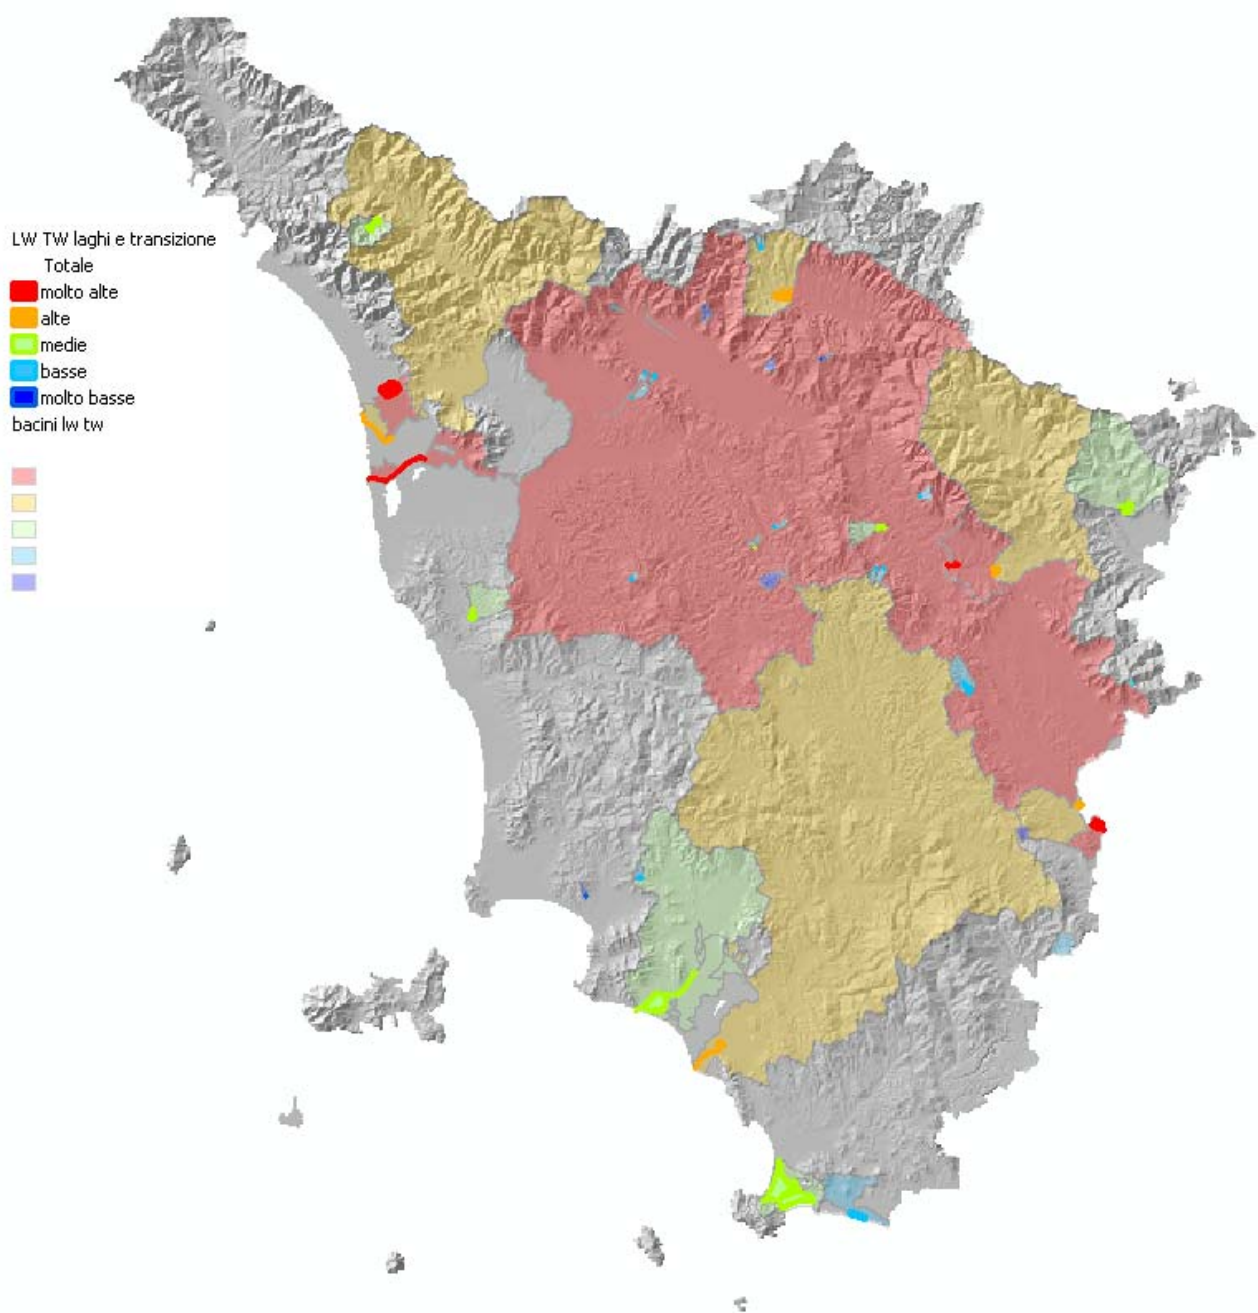 LW TW laghi e transizione
Totale
molto alte
alte
medie
basse
molto basse
bacini lw tw